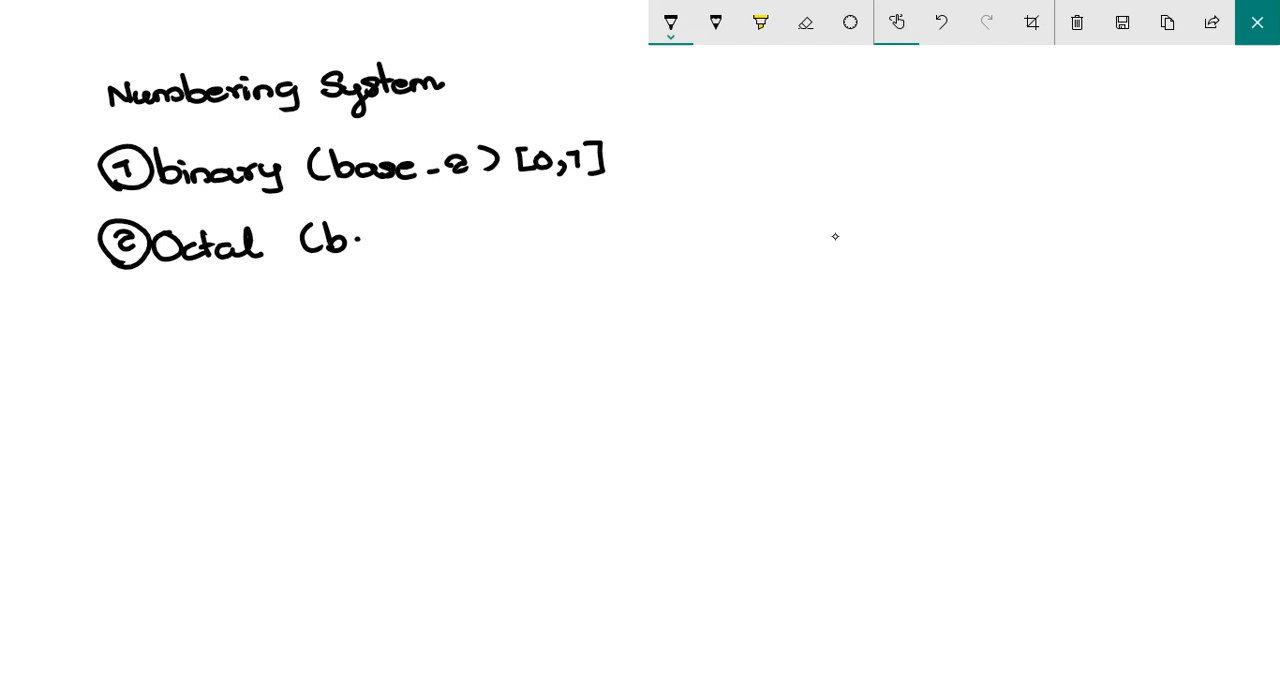 Numbering System
① binary (base-2) [0,1]
② Octal (b